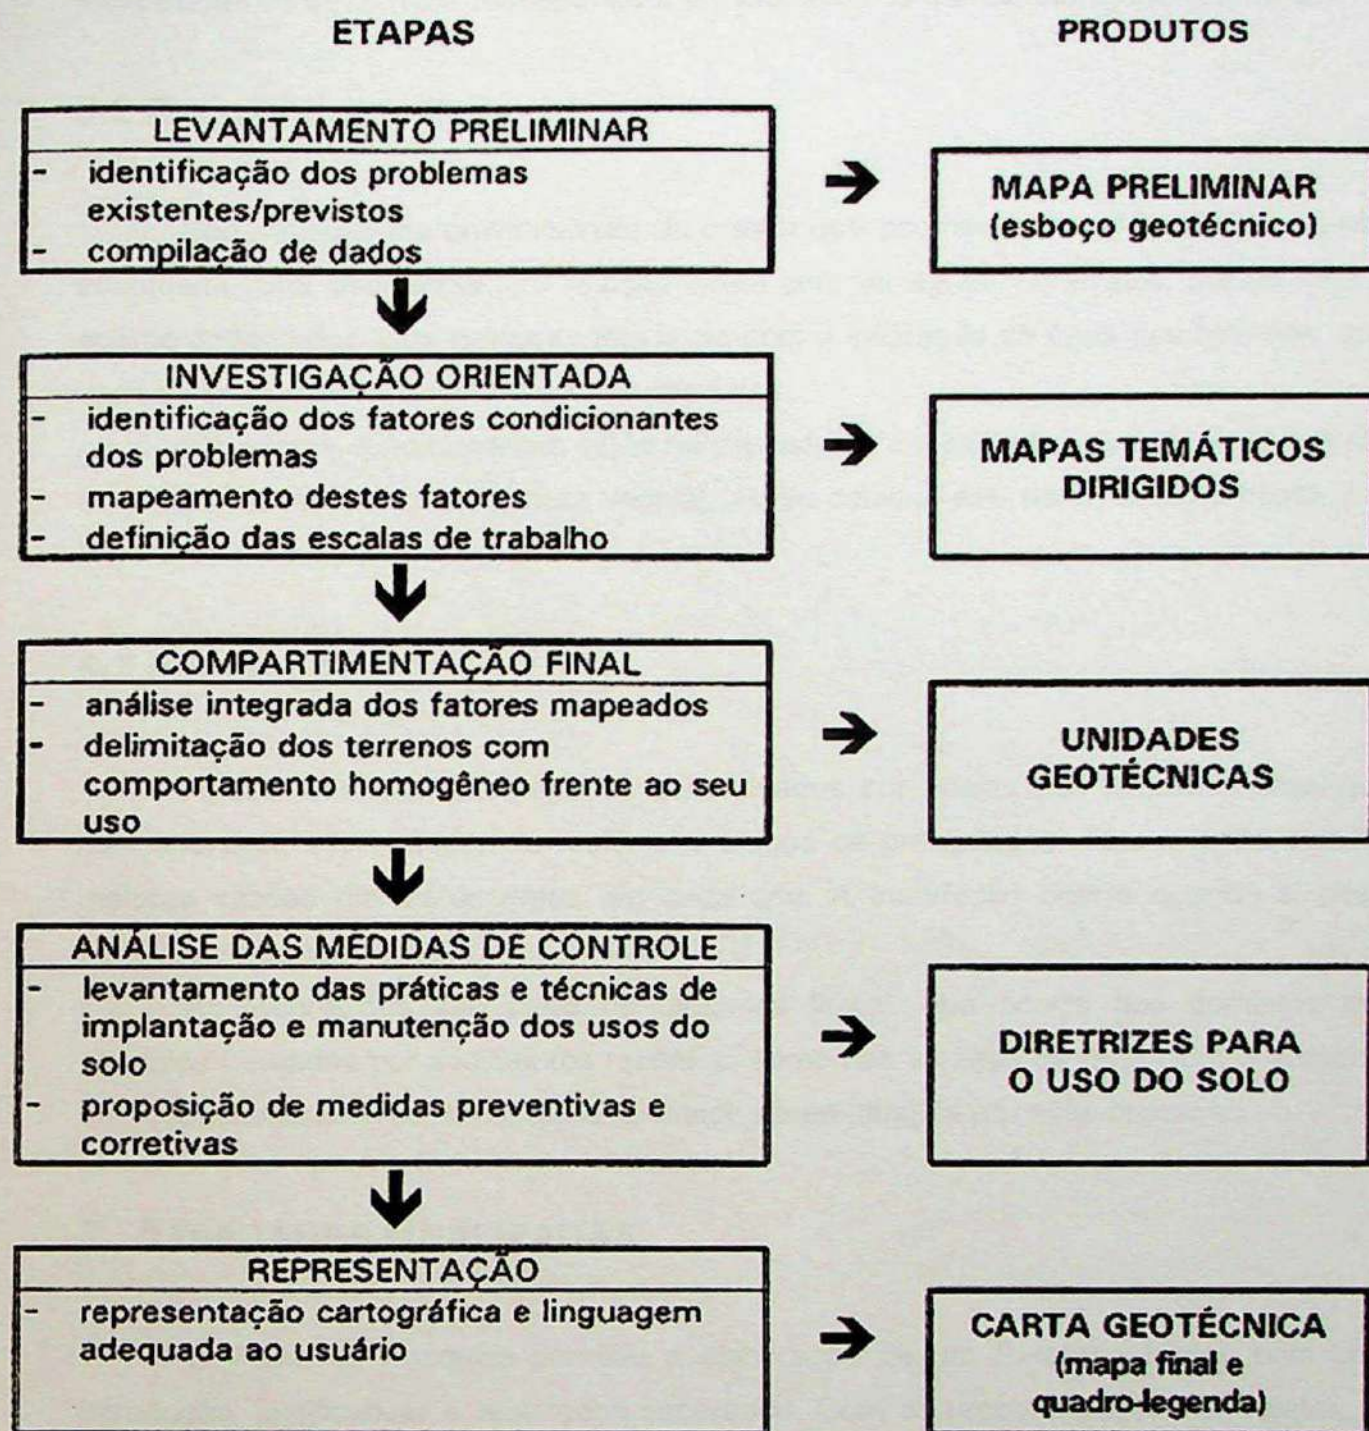 ETAPAS
PRODUTOS
LEVANTAMENTO PRELIMINAR
- identificação dos problemas
existentes/previstos
- compilação de dados
MAPA PRELIMINAR
(esboço geotécnico)
INVESTIGAÇÃO ORIENTADA
- identificação dos fatores condicionantes
dos problemas
- mapeamento destes fatores
- definição das escalas de trabalho
MAPAS TEMÁTICOS
DIRIGIDOS
COMPARTIMENTAÇÃO FINAL
- análise integrada dos fatores mapeados
- delimitação dos terrenos com
comportamento homogêneo frente ao seu
uso
UNIDADES
GEOTÉCNICAS
ANÁLISE DAS MEDIDAS DE CONTROLE
- levantamento das práticas e técnicas de
implantação e manutenção dos usos do
solo
- proposição de medidas preventivas e
corretivas
DIRETRIZES PARA
O USO DO SOLO
REPRESENTAÇÃO
- representação cartográfica e linguagem
adequada ao usuário
CARTA GEOTÉCNICA
(mapa final e
quadro-legenda)